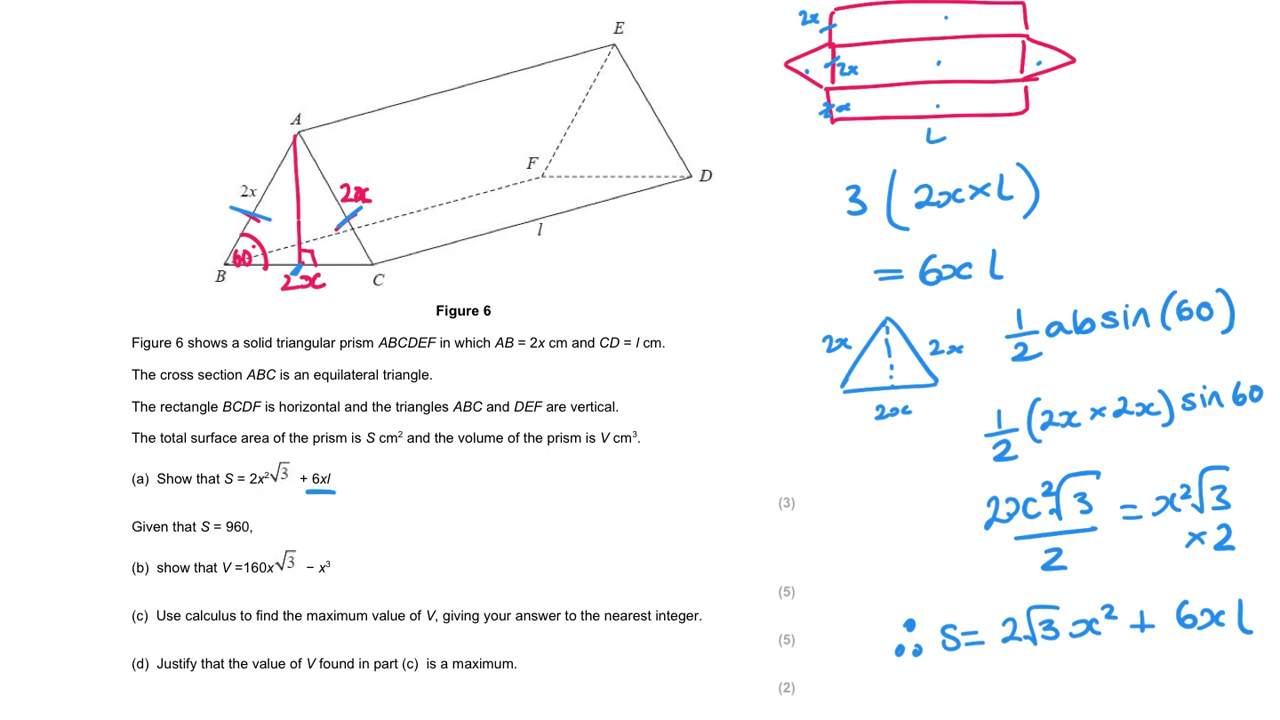 E
A
F
D
2x
2x
l
60°
B
2x
C
Figure 6
Figure 6 shows a solid triangular prism ABCDEF in which AB = 2x cm and CD = l cm.
The cross section ABC is an equilateral triangle.
The rectangle BCDF is horizontal and the triangles ABC and DEF are vertical.
The total surface area of the prism is S cm² and the volume of the prism is V cm³.
(a) Show that S = 2x²√3 + 6xl
(3)
Given that S = 960,
(b) show that V =160x√3 − x³
(5)
(c) Use calculus to find the maximum value of V, giving your answer to the nearest integer.
(5)
(d) Justify that the value of V found in part (c) is a maximum.
(2)
2x
2x
2x
L
3 (2x×L)
= 6x L
2x
2x
2x
1/2 absin(60)
1/2 (2x × 2x) sin 60
2x²√3/2 = x²√3
×2
∴ S= 2√3 x² + 6x L